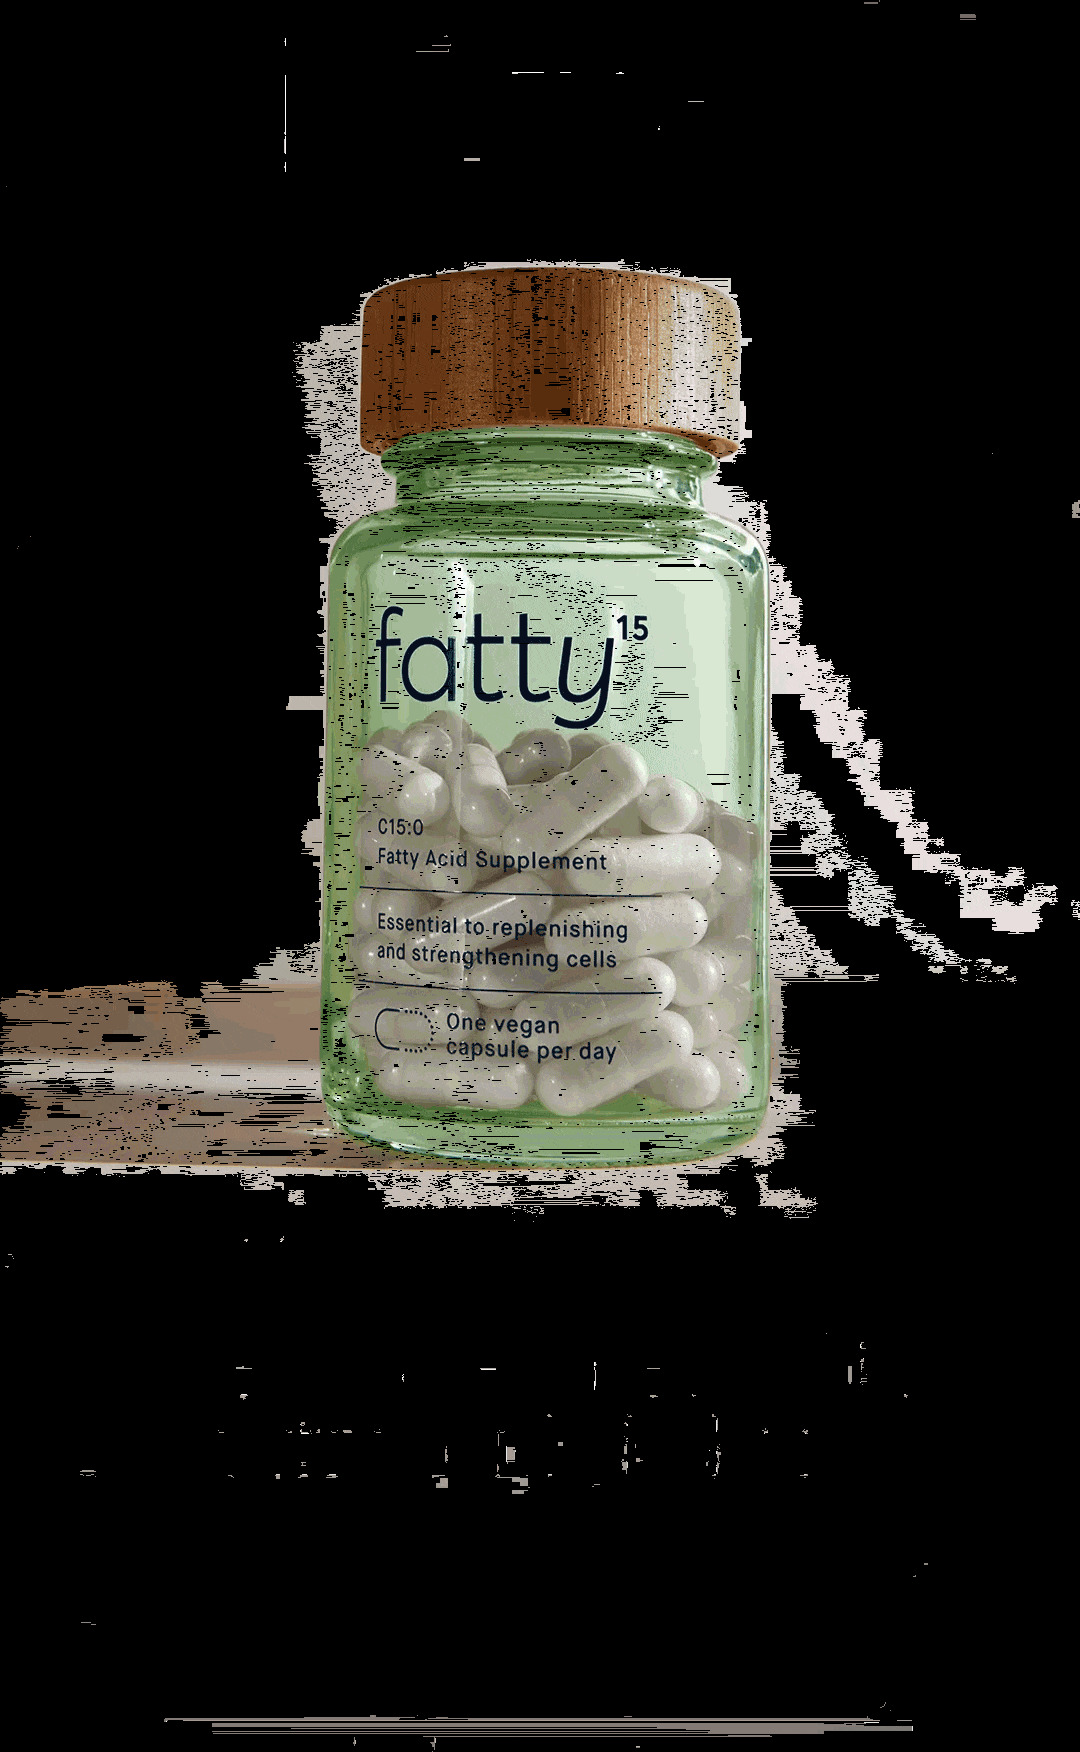 fatty15
C15:0
Fatty Acid Supplement
Essential to replenishing
and strengthening cells
One vegan
capsule per day